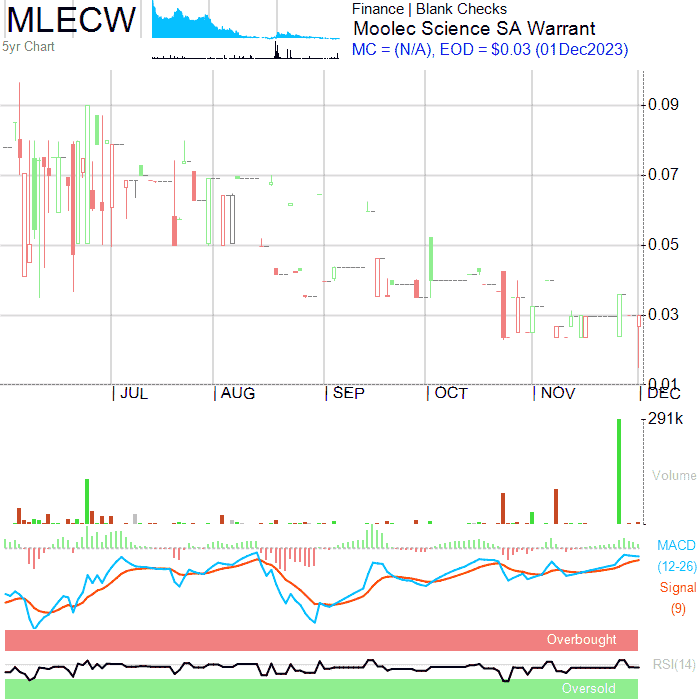 MLECW
5yr Chart
Finance | Blank Checks
Moolec Science SA Warrant
MC = (N/A), EOD = $0.03 (01Dec2023)
0.09
0.07
0.05
0.03
0.01
| JUL | AUG | SEP | OCT | NOV | DEC
291k
Volume
MACD
(12-26)
Signal
(9)
Overbought
RSI(14)
Oversold